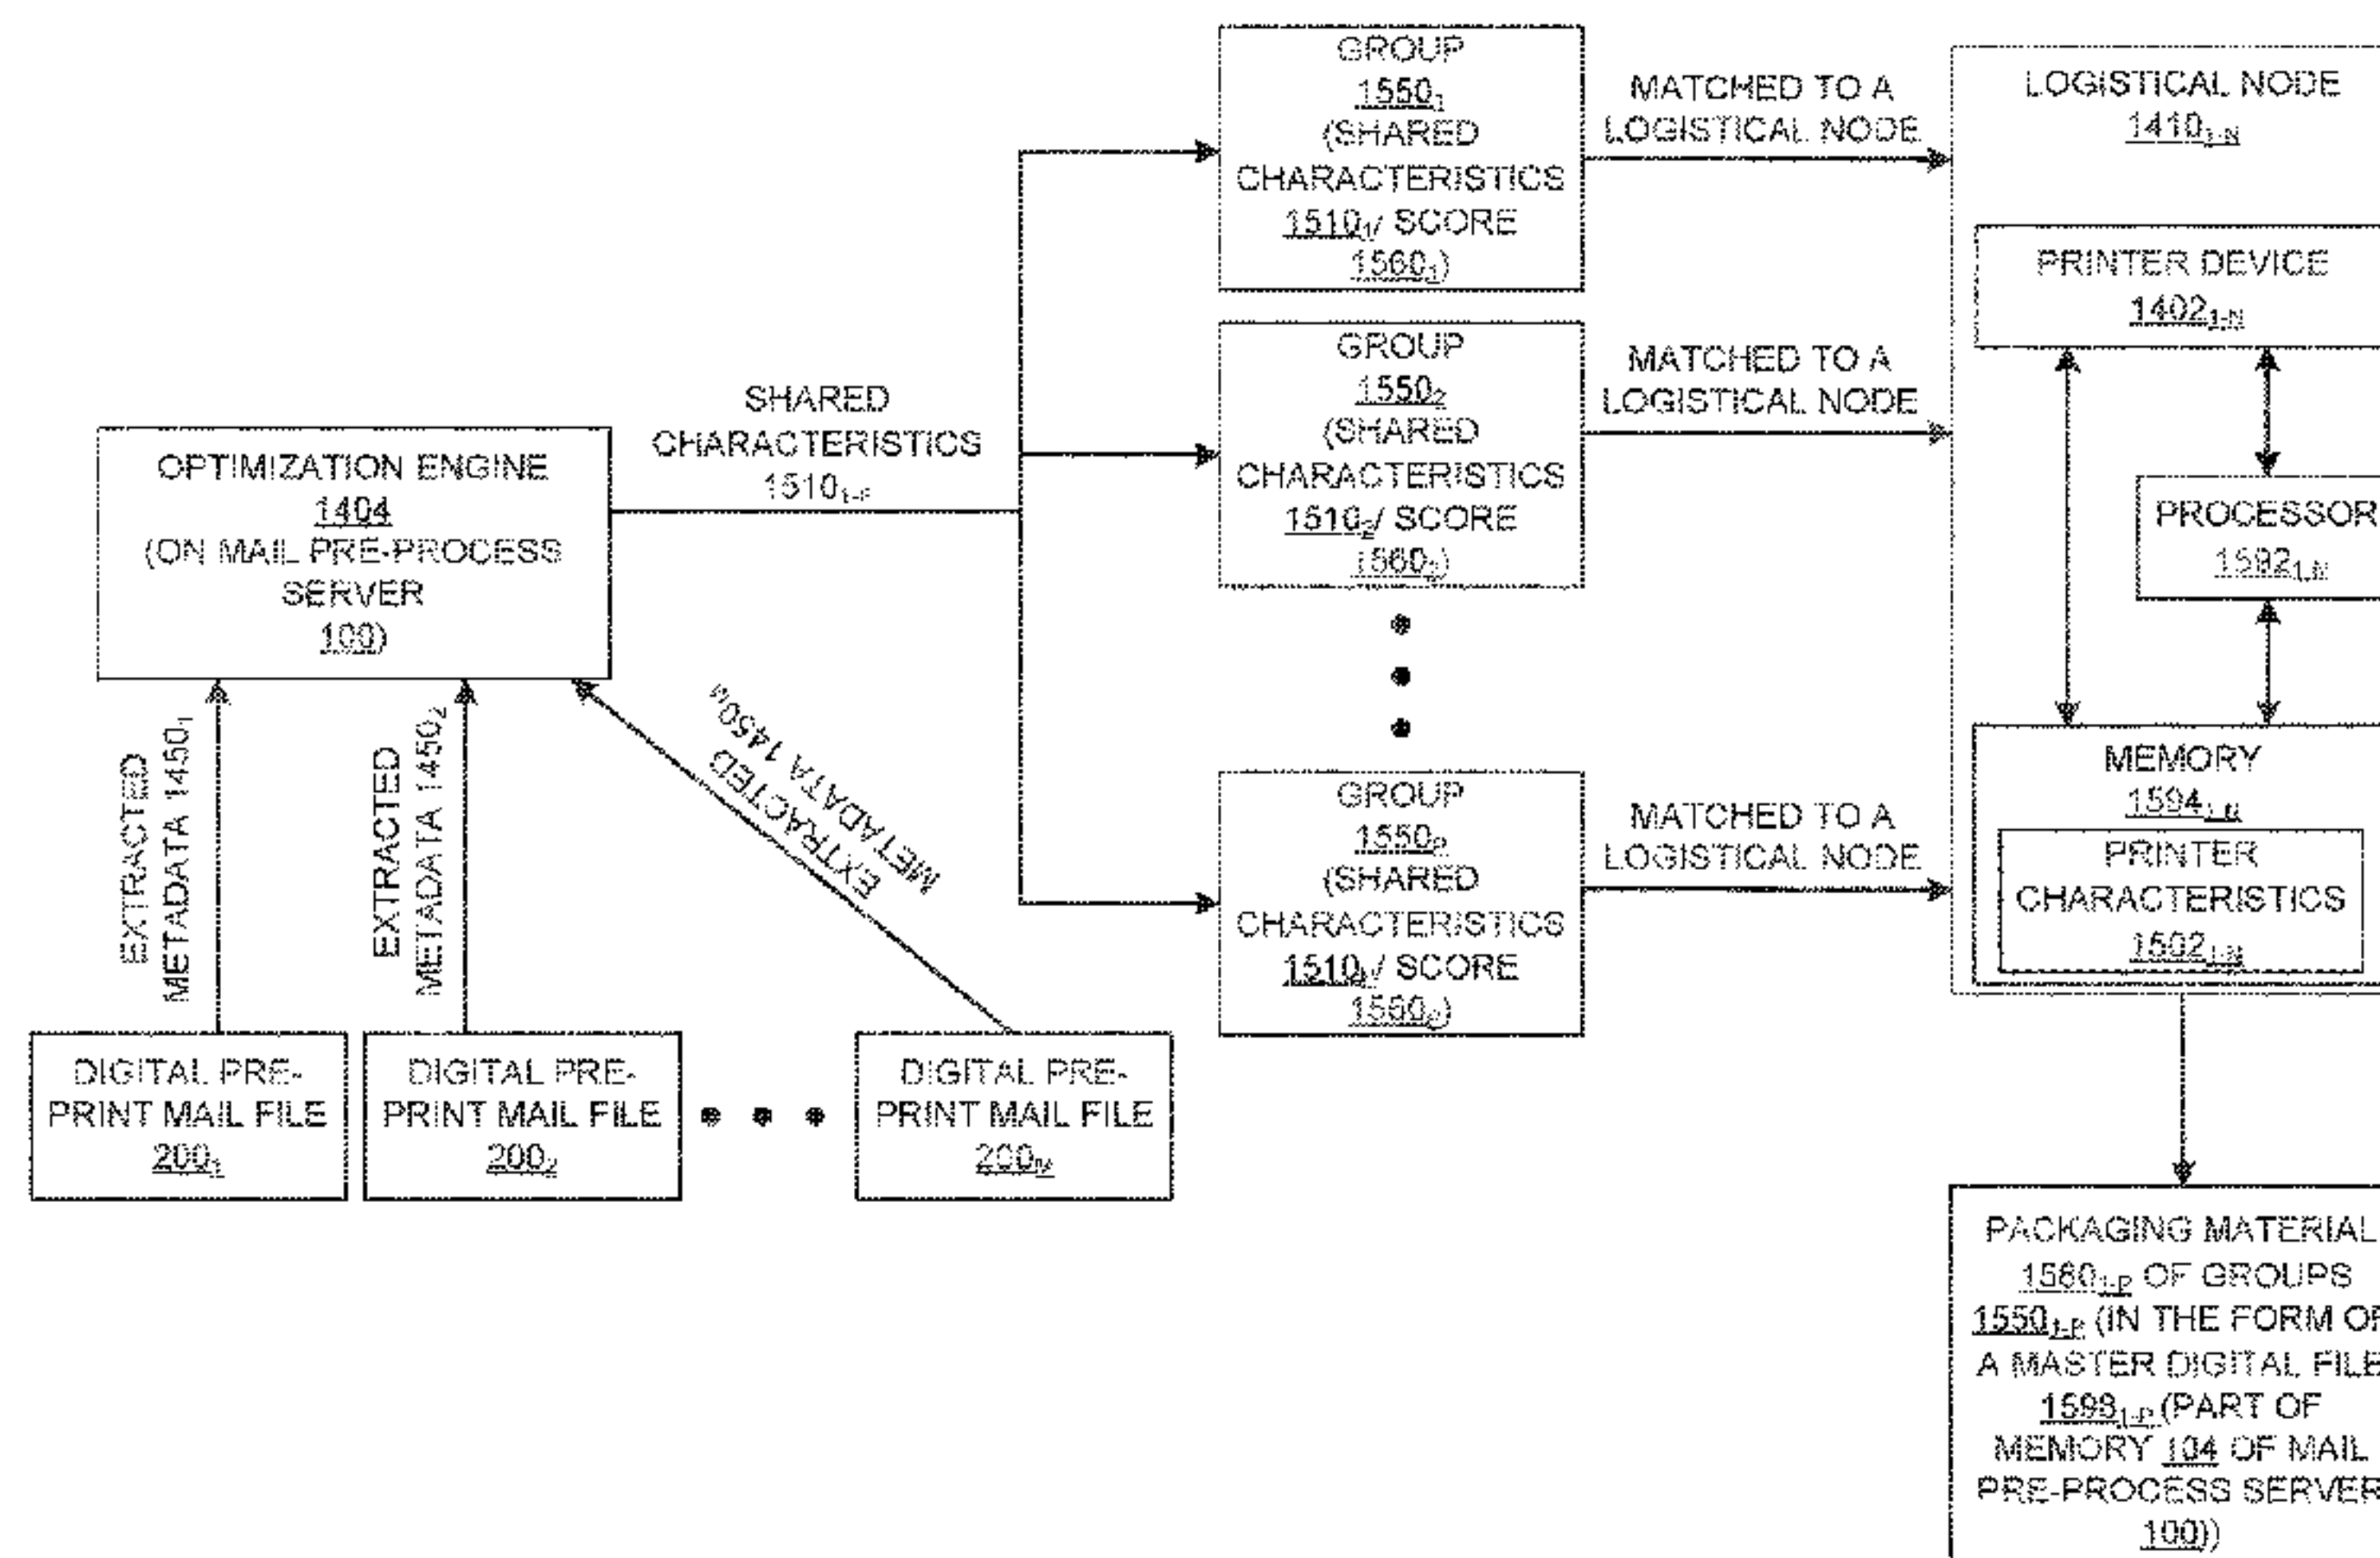 OPTIMIZATION ENGINE
1404
(ON MAIL PRE-PROCESS
SERVER
100)
EXTRACTED
METADATA 1450₁
EXTRACTED
METADATA 1450₂
EXTRACTED
METADATA 1450ₘ
DIGITAL PRE-
PRINT MAIL FILE
200₁
DIGITAL PRE-
PRINT MAIL FILE
200₂
DIGITAL PRE-
PRINT MAIL FILE
200ₘ
SHARED
CHARACTERISTICS
1510
GROUP
1550₁
(SHARED
CHARACTERISTICS
1510₁/ SCORE
1560₁)
GROUP
1550₂
(SHARED
CHARACTERISTICS
1510₂/ SCORE
GROUP
1550ₚ
(SHARED
CHARACTERISTICS
/ SCORE
MATCHED TO A
LOGISTICAL NODE
MATCHED TO A
LOGISTICAL NODE
MATCHED TO A
LOGISTICAL NODE
LOGISTICAL NODE
1410₁₋N
PRINTER DEVICE
1402₁₋N
PROCESSOR
1592₁₋N
MEMORY
1594₁₋N
PRINTER
CHARACTERISTICS
1502₁₋N
PACKAGING MATERIAL
1580₁₋ₚ OF GROUPS
1550₁₋ₚ (IN THE FORM OF
A MASTER DIGITAL FILE
1598₁₋ₚ (PART OF
MEMORY 104 OF MAIL
PRE-PROCESS SERVER
100))